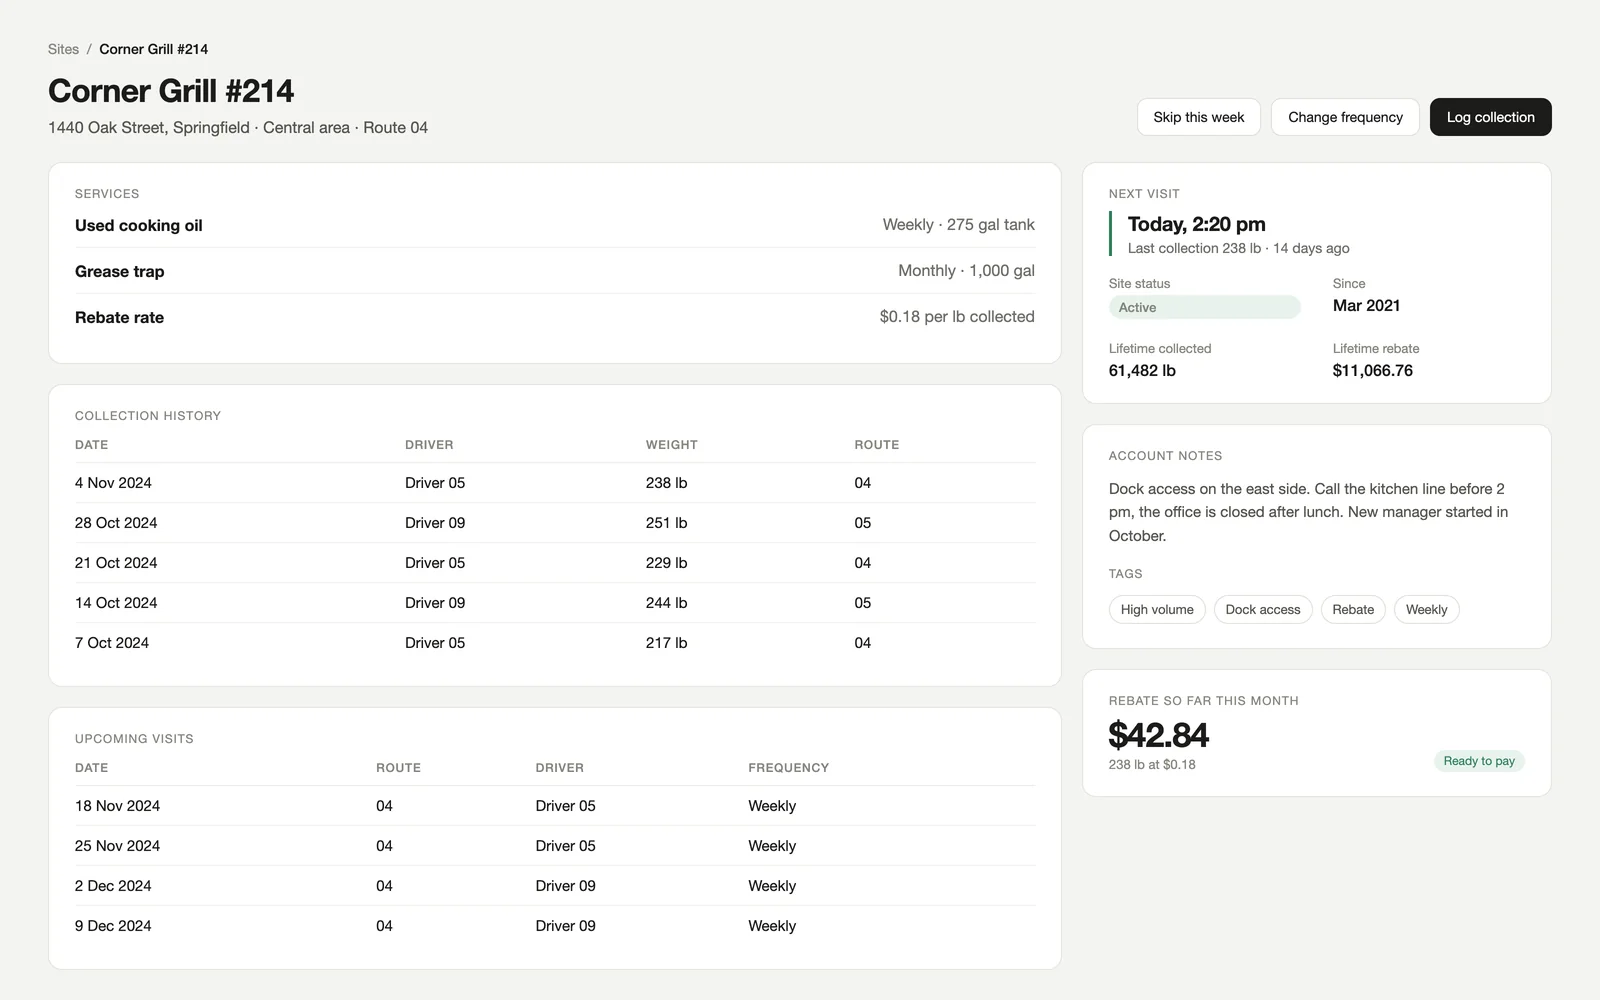 Sites / Corner Grill #214
Corner Grill #214
1440 Oak Street, Springfield · Central area · Route 04
Skip this week
Change frequency
Log collection
SERVICES
Used cooking oil Weekly · 275 gal tank
Grease trap Monthly · 1,000 gal
Rebate rate $0.18 per lb collected
COLLECTION HISTORY
DATE DRIVER WEIGHT ROUTE
4 Nov 2024 Driver 05 238 lb 04
28 Oct 2024 Driver 09 251 lb 05
21 Oct 2024 Driver 05 229 lb 04
14 Oct 2024 Driver 09 244 lb 05
7 Oct 2024 Driver 05 217 lb 04
UPCOMING VISITS
DATE ROUTE DRIVER FREQUENCY
18 Nov 2024 04 Driver 05 Weekly
25 Nov 2024 04 Driver 05 Weekly
2 Dec 2024 04 Driver 09 Weekly
9 Dec 2024 04 Driver 09 Weekly
NEXT VISIT
Today, 2:20 pm
Last collection 238 lb · 14 days ago
Site status Since
Active Mar 2021
Lifetime collected Lifetime rebate
61,482 lb $11,066.76
ACCOUNT NOTES
Dock access on the east side. Call the kitchen line before 2
pm, the office is closed after lunch. New manager started in
October.
TAGS
High volume Dock access Rebate Weekly
REBATE SO FAR THIS MONTH
$42.84
238 lb at $0.18 Ready to pay